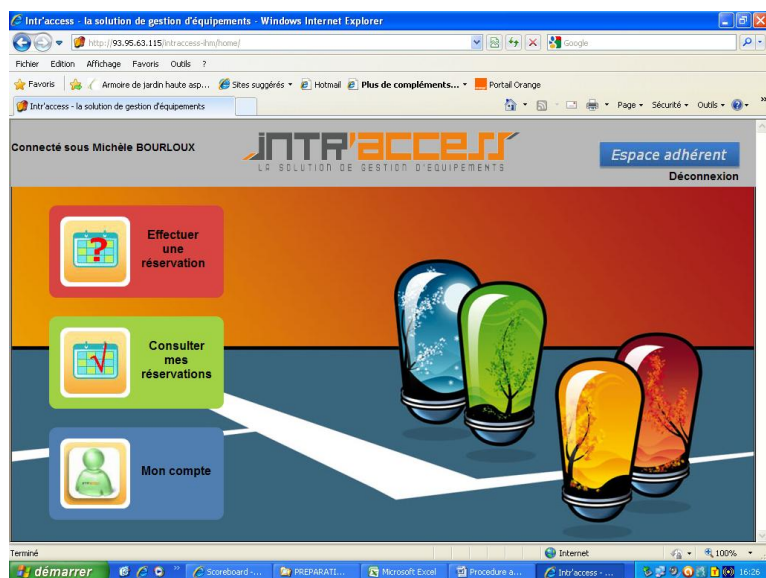 Intr'access - la solution de gestion d'équipements - Windows Internet Explorer
http://93.95.63.115/intraccess-ihm/home/
Google
Fichier Edition Affichage Favoris Outils ?
Favoris Armoire de jardin haute asp... Sites suggérés Hotmail Plus de compléments... Portail Orange
Intr'access - la solution de gestion d'équipements
Page Sécurité Outils
Connecté sous Michèle BOURLOUX
INTR'ACCESS
LA SOLUTION DE GESTION D'EQUIPEMENTS
Espace adhérent
Déconnexion
Effectuer
une
réservation
?
Consulter
mes
réservations
Mon compte
Terminé
Internet
100%
démarrer
Scoreboard -...
PREPARATI...
Microsoft Excel
Procedure a...
Intr'access - ...
16:26